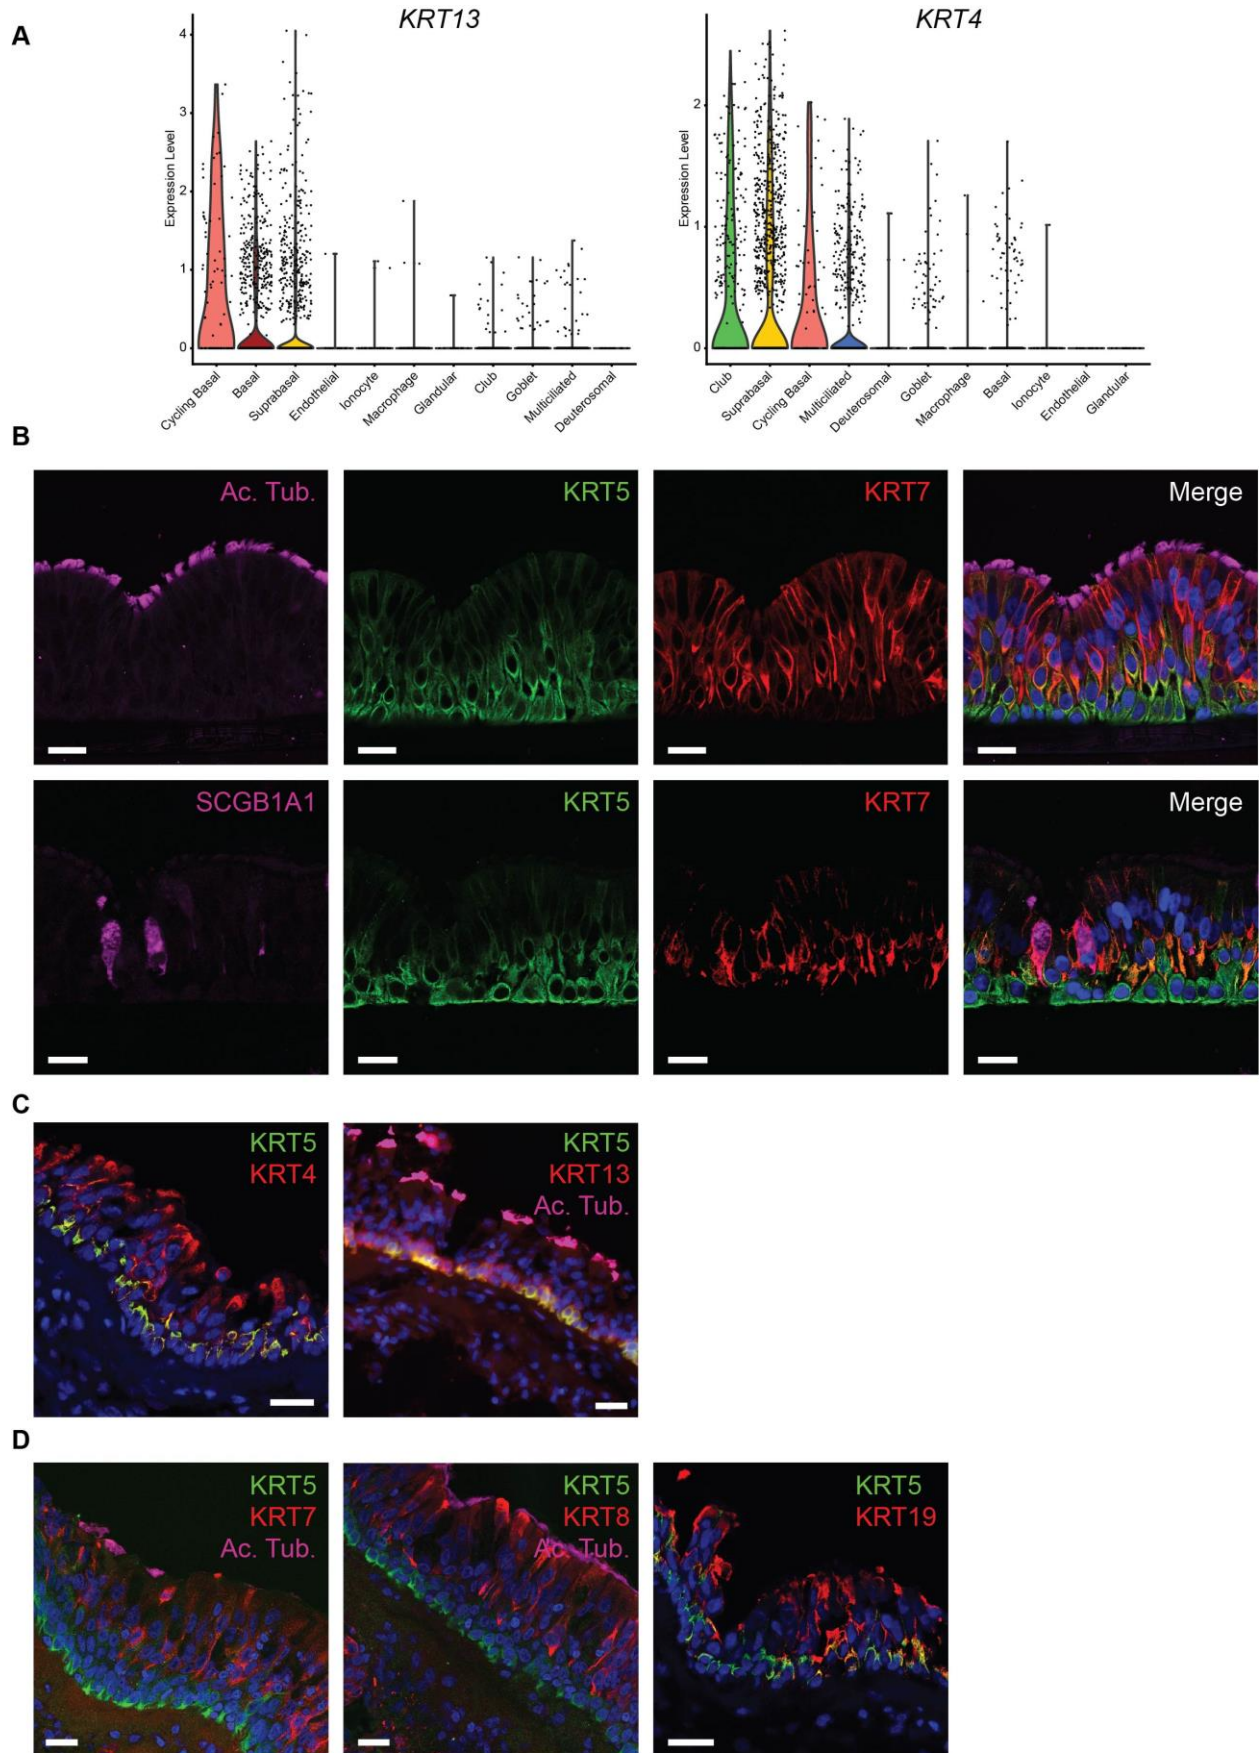 A
KRT13
Expression Level
4
3
2
1
0
Cycling Basal
Basal
Suprabasal
Endothelial
Ionocyte
Macrophage
Glandular
Club
Goblet
Multiciliated
Deuterosomal
KRT4
Expression Level
2
1
0
Club
Suprabasal
Cycling Basal
Multiciliated
Deuterosomal
Goblet
Macrophage
Basal
Ionocyte
Endothelial
Glandular
B
Ac. Tub.
KRT5
KRT7
Merge
SCGB1A1
KRT5
KRT7
Merge
C
KRT5
KRT4
KRT5
KRT13
Ac. Tub.
D
KRT5
KRT7
Ac. Tub.
KRT5
KRT8
Ac. Tub.
KRT5
KRT19